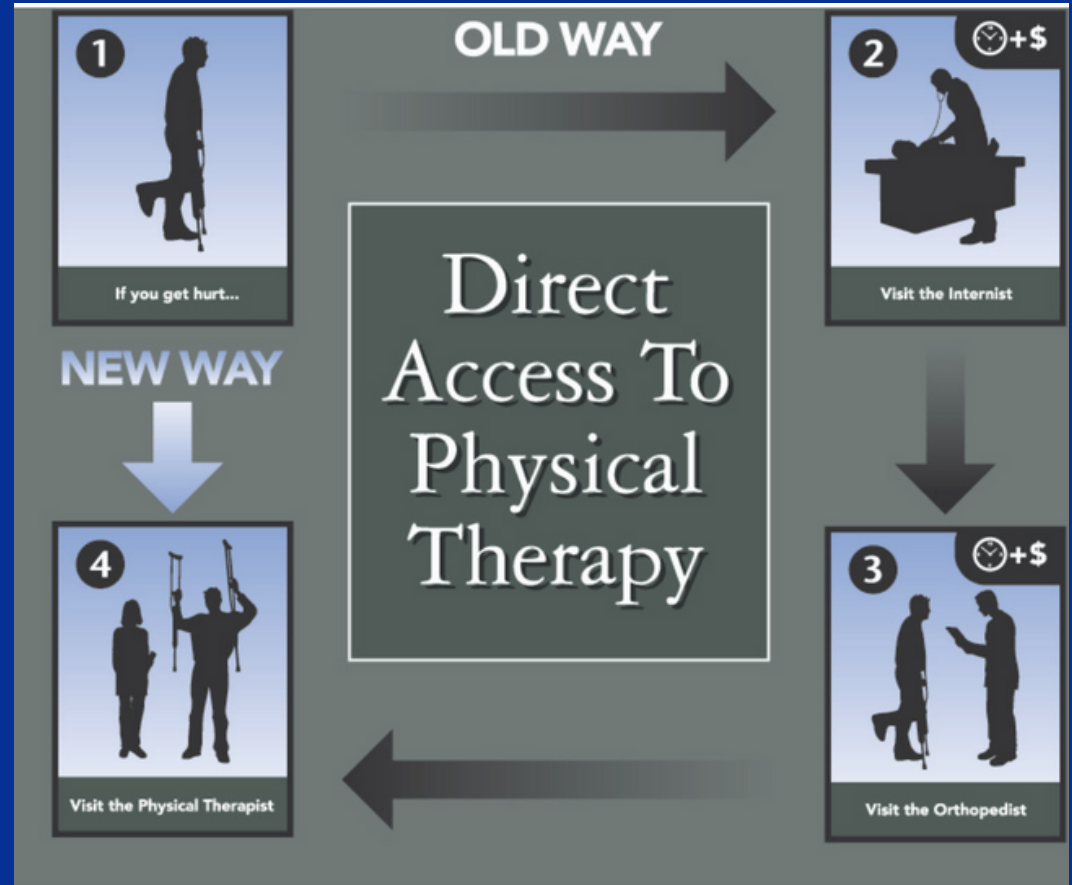 1
If you get hurt...
OLD WAY
2
+$
Visit the Internist
NEW WAY
Direct
Access To
Physical
Therapy
4
Visit the Physical Therapist
3
+$
Visit the Orthopedist